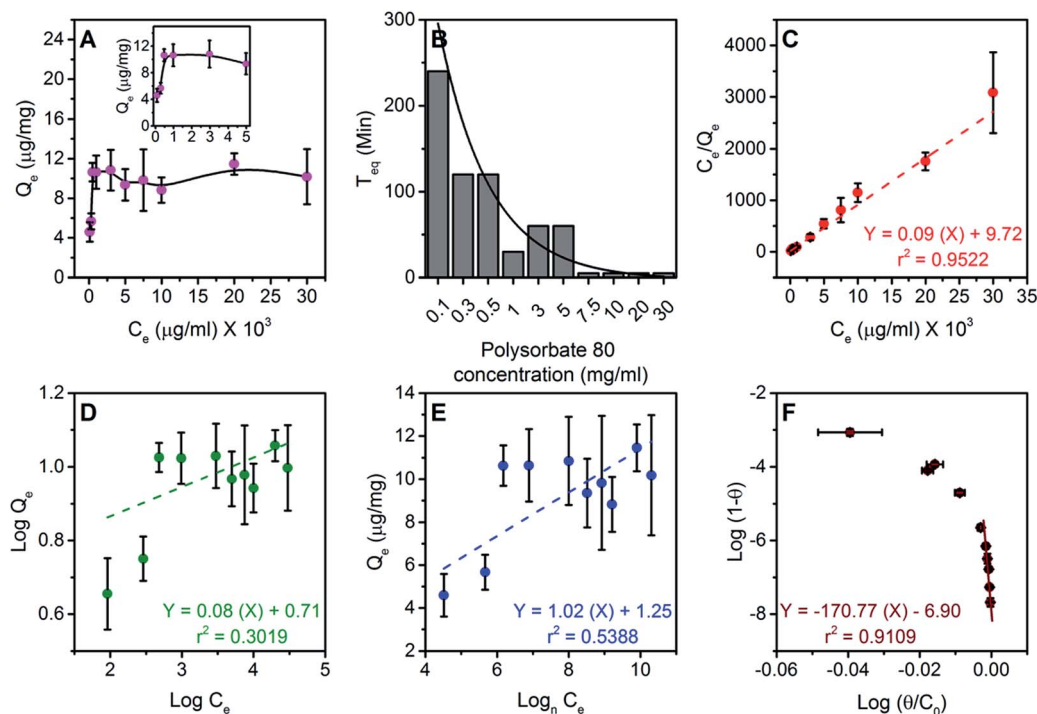 A
Qₑ (μg/mg)
24
20
16
12
8
4
0
Qₑ (μg/mg)
12
8
4
0
0 1 2 3 4 5
0 5 10 15 20 25 30
Cₑ (μg/ml) X 10³
B
T_eq (Min)
300
200
100
0
0.1 0.3 0.5 1 3 5 7.5 10 20 30
Polysorbate 80
concentration (mg/ml)
C
Cₑ/Qₑ
4000
3000
2000
1000
0
Y = 0.09 (X) + 9.72
r² = 0.9522
0 5 10 15 20 25 30 35
Cₑ (μg/ml) X 10³
D
Log Qₑ
1.2
1.0
0.8
0.6
Y = 0.08 (X) + 0.71
r² = 0.3019
2 3 4 5
Log Cₑ
E
Qₑ (μg/mg)
14
12
10
8
6
4
2
Y = 1.02 (X) + 1.25
r² = 0.5388
4 6 8 10
Logₙ Cₑ
F
Log (1-θ)
-2
-4
-6
-8
Y = -170.77 (X) - 6.90
r² = 0.9109
-0.06 -0.04 -0.02 0.00
Log (θ/C₀)